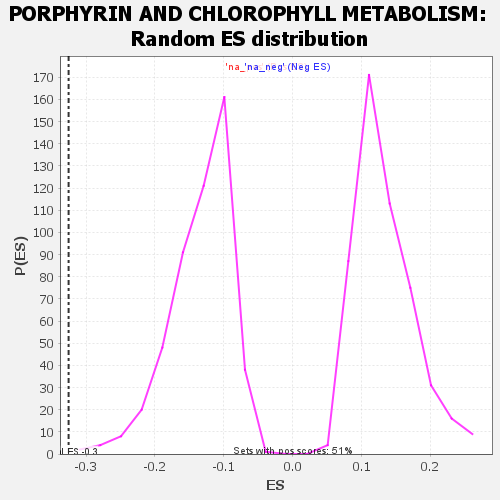 PORPHYRIN AND CHLOROPHYLL METABOLISM:
Random ES distribution
'na_'na_neg' (Neg ES)
P(ES)
170
160
150
140
130
120
110
100
90
80
70
60
50
40
30
20
10
0
ES -0.3
Sets with pos scores: 51%
-0.3 -0.2 -0.1 0.0 0.1 0.2
ES